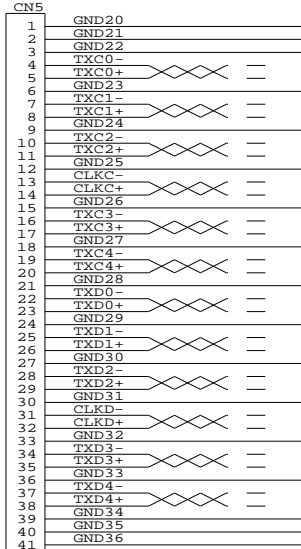 CN5
1 GND20
2 GND21
3 GND22
4 TXC0-
5 TXC0+
6 GND23
7 TXC1-
8 TXC1+
9 GND24
10 TXC2-
11 TXC2+
12 GND25
13 CLKC-
14 CLKC+
15 GND26
16 TXC3-
17 TXC3+
18 GND27
19 TXC4-
20 TXC4+
21 GND28
22 TXD0-
23 TXD0+
24 GND29
25 TXD1-
26 TXD1+
27 GND30
28 TXD2-
29 TXD2+
30 GND31
31 CLKD-
32 CLKD+
33 GND32
34 TXD3-
35 TXD3+
36 GND33
37 TXD4-
38 TXD4+
39 GND34
40 GND35
41 GND36